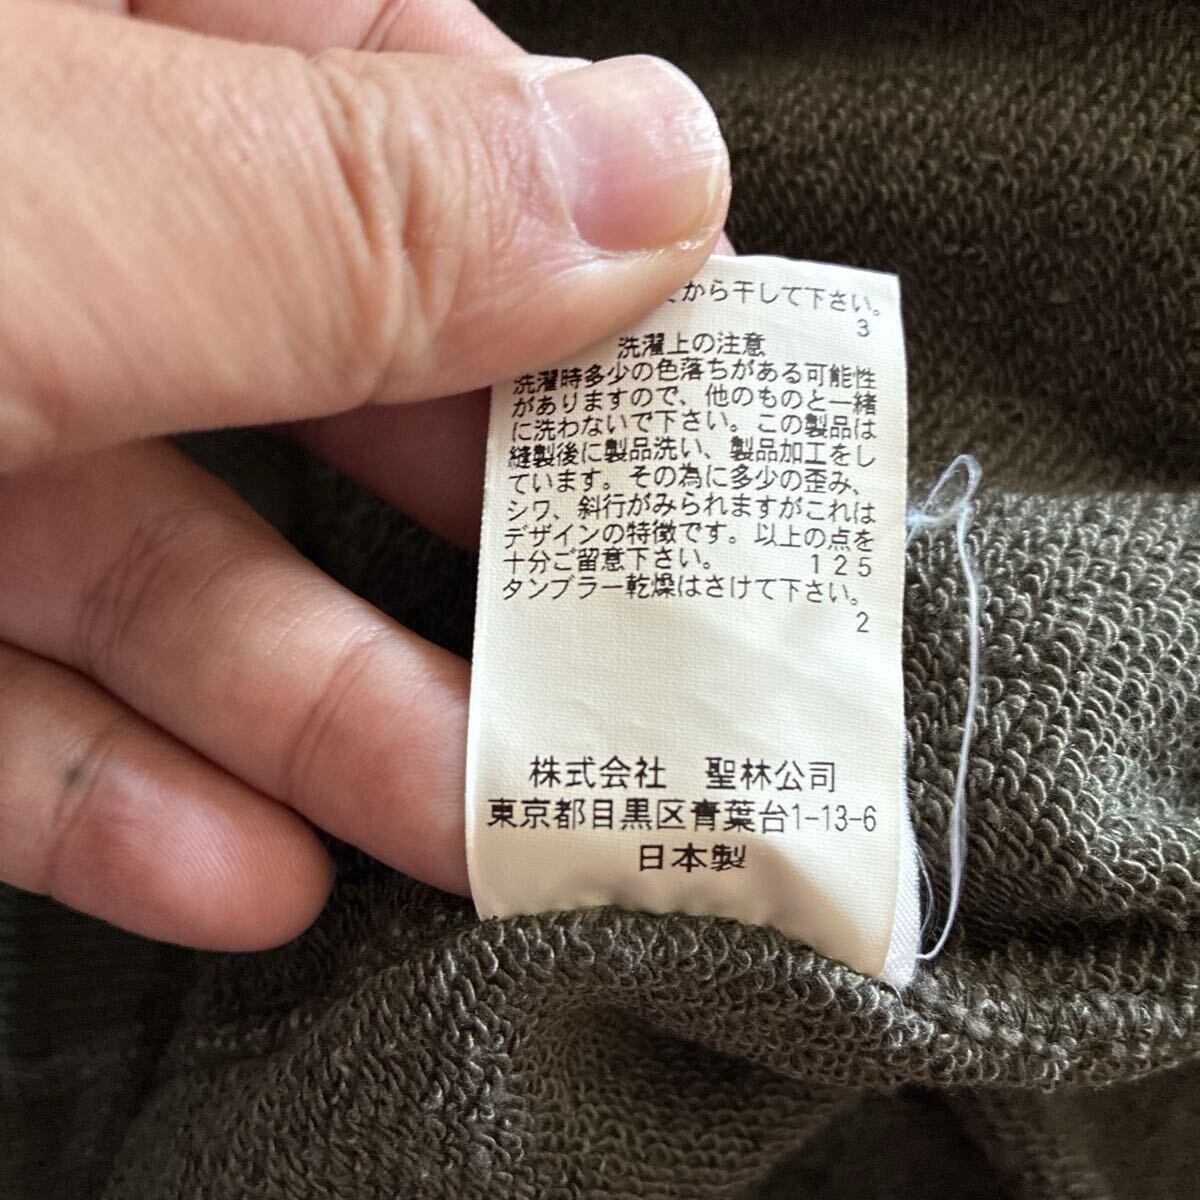 から干して下さい。
3
洗濯上の注意
洗濯時多少の色落ちがある可能性
がありますので、他のものと一緒
に洗わないで下さい。この製品は
縫製後に製品洗い、製品加工をし
ています。その為に多少の歪み、
シワ、斜行がみられますがこれは
デザインの特徴です。以上の点を
十分ご留意下さい。 125
タンブラー乾燥はさけて下さい。
2
株式会社 聖林公司
東京都目黒区青葉台1-13-6
日本製